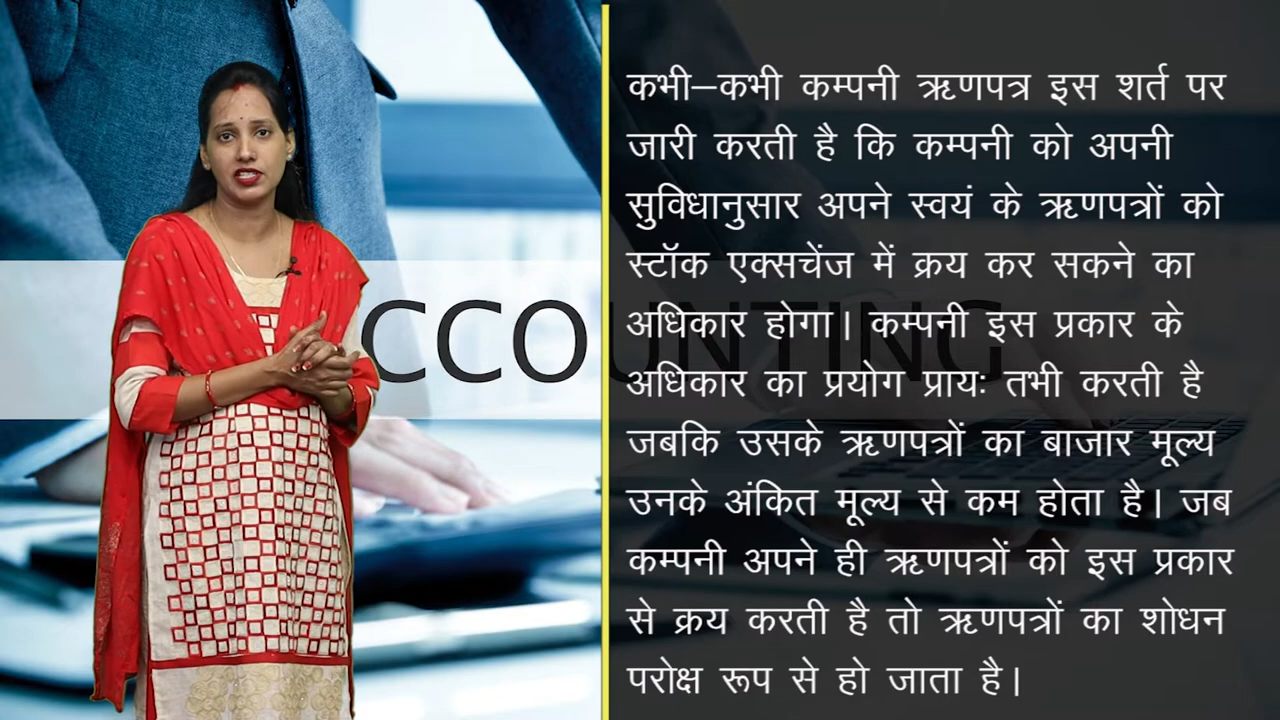 कभी–कभी कम्पनी ऋणपत्र इस शर्त पर
जारी करती है कि कम्पनी को अपनी
सुविधानुसार अपने स्वयं के ऋणपत्रों को
स्टॉक एक्सचेंज में क्रय कर सकने का
अधिकार होगा। कम्पनी इस प्रकार के
अधिकार का प्रयोग प्रायः तभी करती है
जबकि उसके ऋणपत्रों का बाजार मूल्य
उनके अंकित मूल्य से कम होता है। जब
कम्पनी अपने ही ऋणपत्रों को इस प्रकार
से क्रय करती है तो ऋणपत्रों का शोधन
परोक्ष रूप से हो जाता है।
CCOUNTING